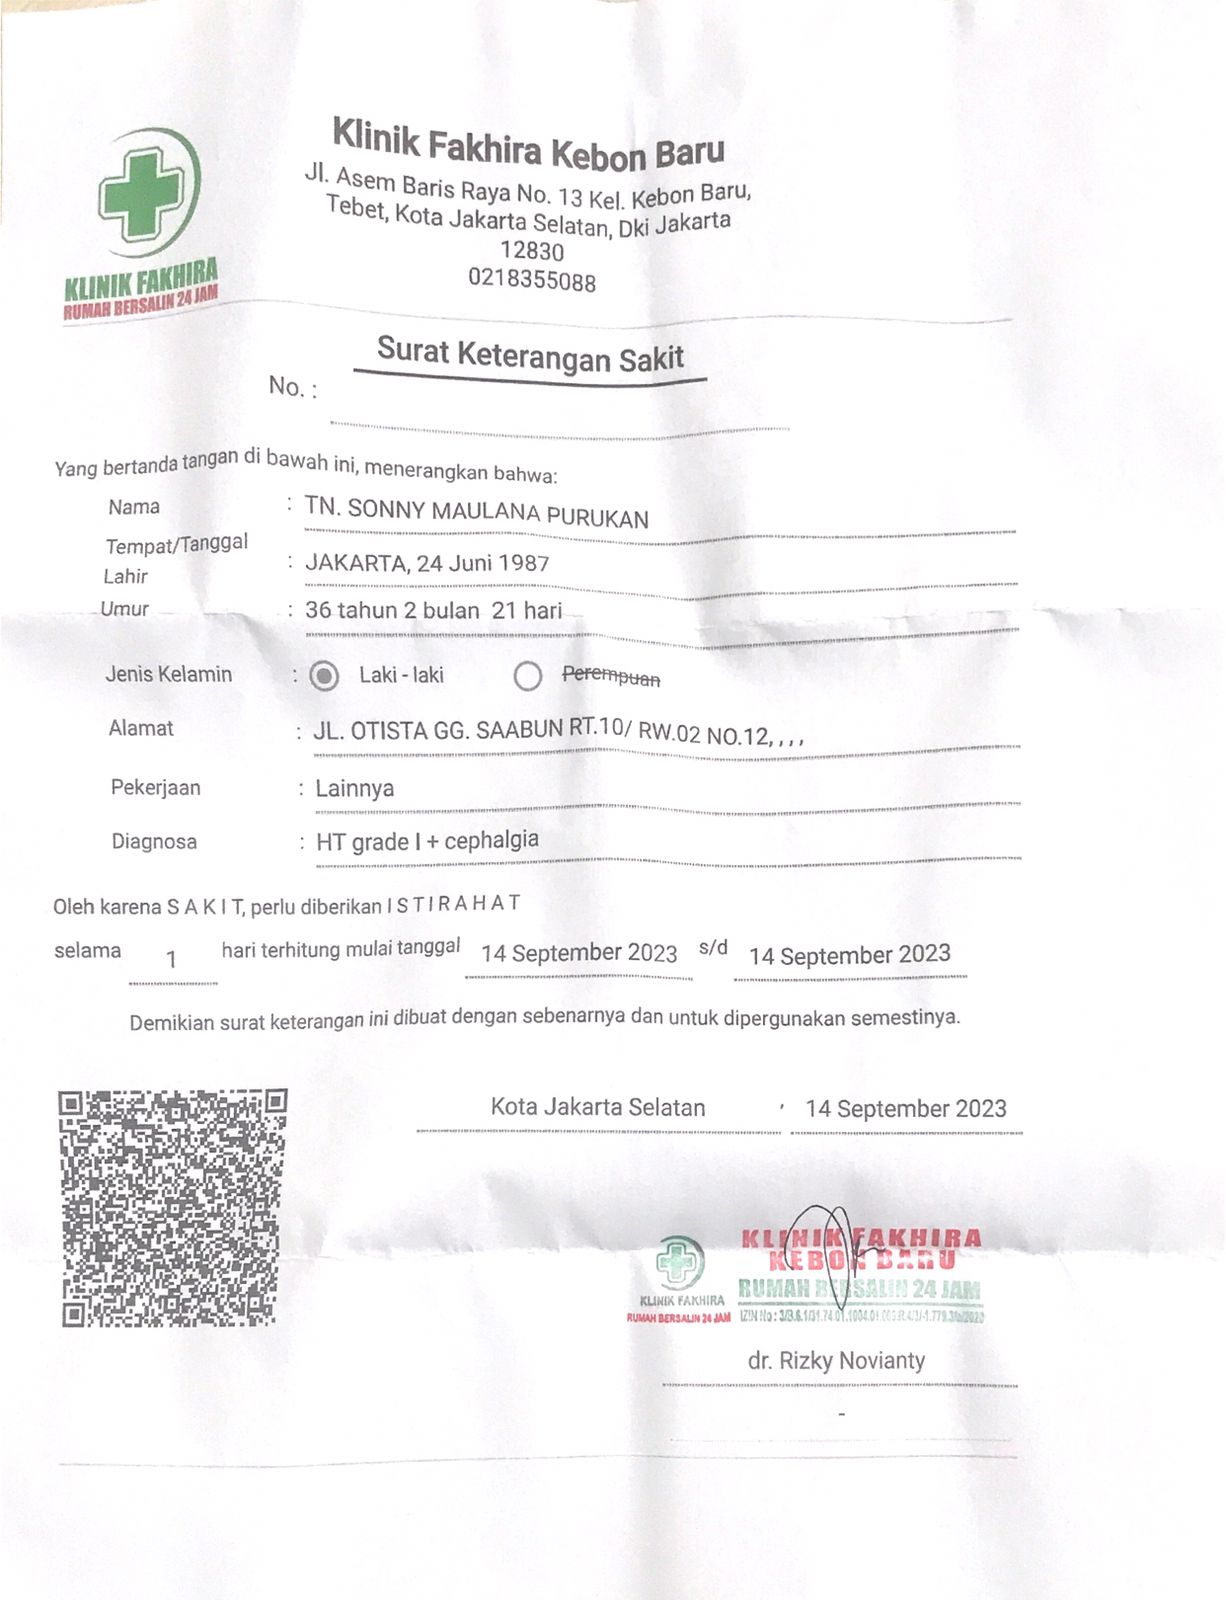 Klinik Fakhira Kebon Baru
Jl. Asem Baris Raya No. 13 Kel. Kebon Baru,
Tebet, Kota Jakarta Selatan, Dki Jakarta
12830
0218355088
KLINIK FAKHIRA
RUMAH BERSALIN 24 JAM
Surat Keterangan Sakit
No. :
Yang bertanda tangan di bawah ini, menerangkan bahwa:
Nama : TN. SONNY MAULANA PURUKAN
Tempat/Tanggal
Lahir : JAKARTA, 24 Juni 1987
Umur : 36 tahun 2 bulan 21 hari
Jenis Kelamin : Laki - laki Perempuan
Alamat : JL. OTISTA GG. SAABUN RT.10/ RW.02 NO.12, , , ,
Pekerjaan : Lainnya
Diagnosa : HT grade I + cephalgia
Oleh karena S A K I T, perlu diberikan I S T I R A H A T
selama 1 hari terhitung mulai tanggal 14 September 2023 s/d 14 September 2023
Demikian surat keterangan ini dibuat dengan sebenarnya dan untuk dipergunakan semestinya.
Kota Jakarta Selatan , 14 September 2023
KLINIK FAKHIRA
KEBON BARU
RUMAH BERSALIN 24 JAM
IZIN No :
KLINIK FAKHIRA
RUMAH BERSALIN 24 JAM
dr. Rizky Novianty
-